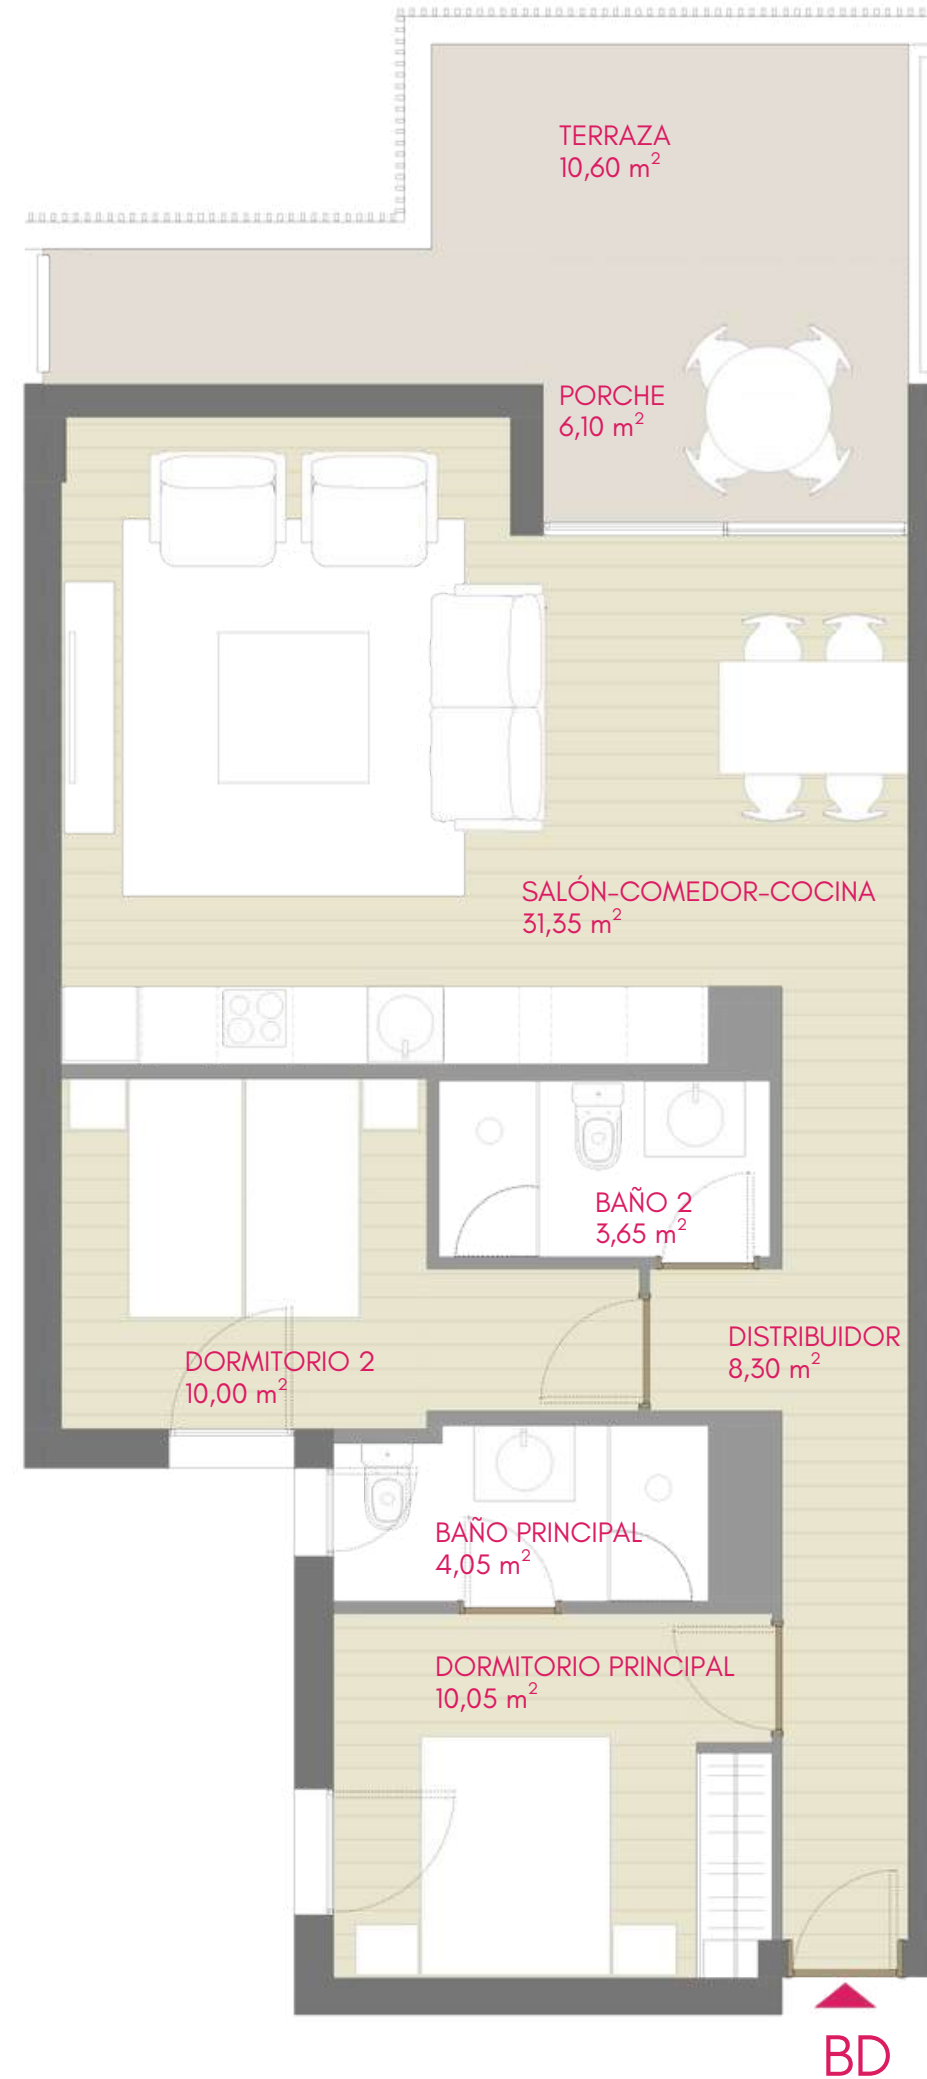 TERRAZA
10,60 m²
PORCHE
6,10 m²
SALÓN-COMEDOR-COCINA
31,35 m²
BAÑO 2
3,65 m²
DISTRIBUIDOR
8,30 m²
DORMITORIO 2
10,00 m²
BAÑO PRINCIPAL
4,05 m²
DORMITORIO PRINCIPAL
10,05 m²
BD